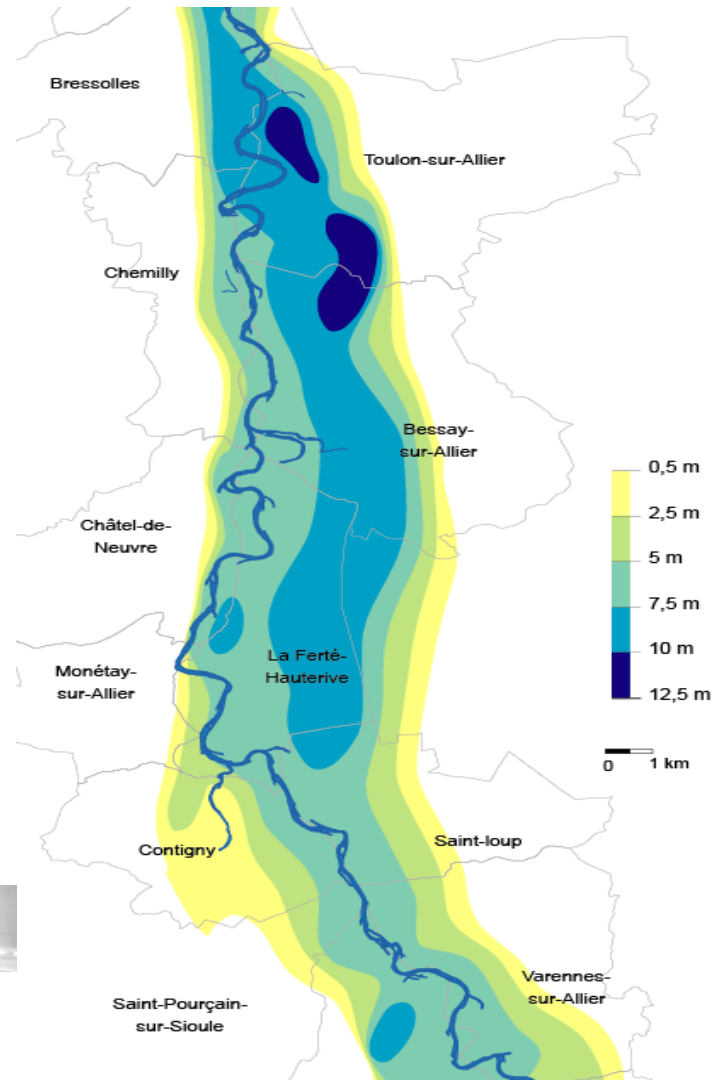 Bressolles
Toulon-sur-Allier
Chemilly
Bessay-
sur-Allier
0,5 m
2,5 m
5 m
7,5 m
10 m
12,5 m
Châtel-de-
Neuvre
La Ferté-
Hauterive
Monétay-
sur-Allier
0 1 km
Contigny
Saint-loup
Varennes-
sur-Allier
Saint-Pourçain-
sur-Sioule